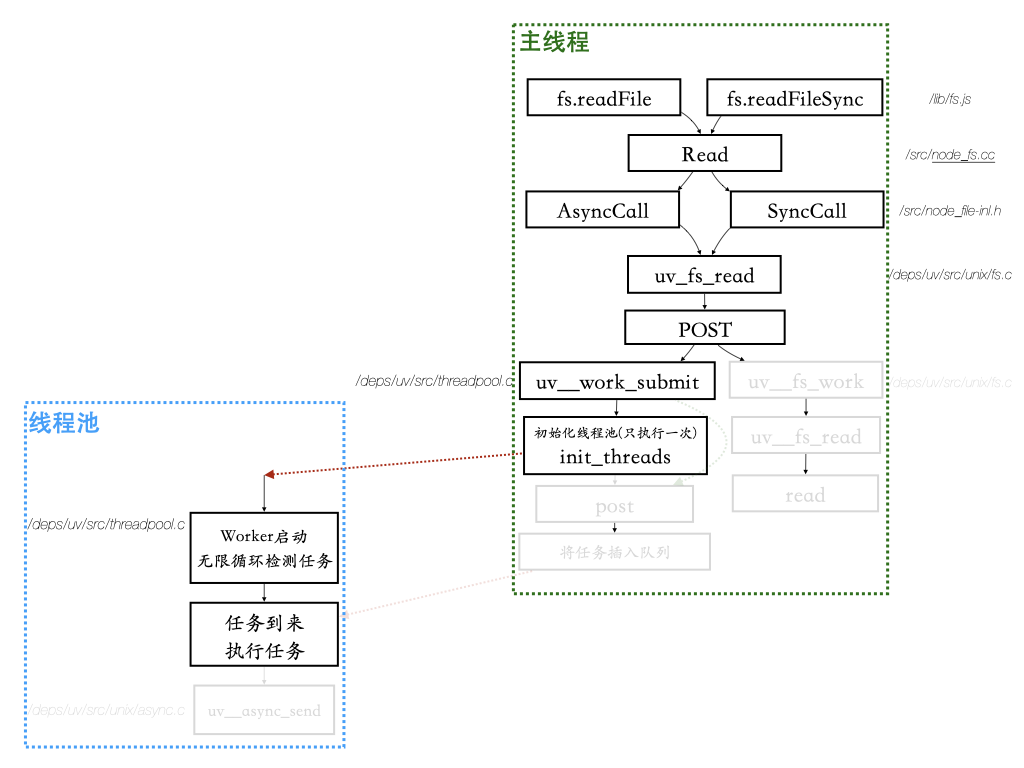 主线程
fs.readFile
fs.readFileSync
/lib/fs.js
Read
/src/node_fs.cc
AsyncCall
SyncCall
/src/node_file-inl.h
uv_fs_read
/deps/uv/src/unix/fs.c
POST
/deps/uv/src/threadpool.c
uv__work_submit
uv__fs_work
/deps/uv/src/unix/fs.c
初始化线程池(只执行一次)
init_threads
uv__fs_read
read
post
将任务插入队列
线程池
/deps/uv/src/threadpool.c
Worker启动
无限循环检测任务
任务到来
执行任务
/deps/uv/src/unix/async.c
uv__async_send